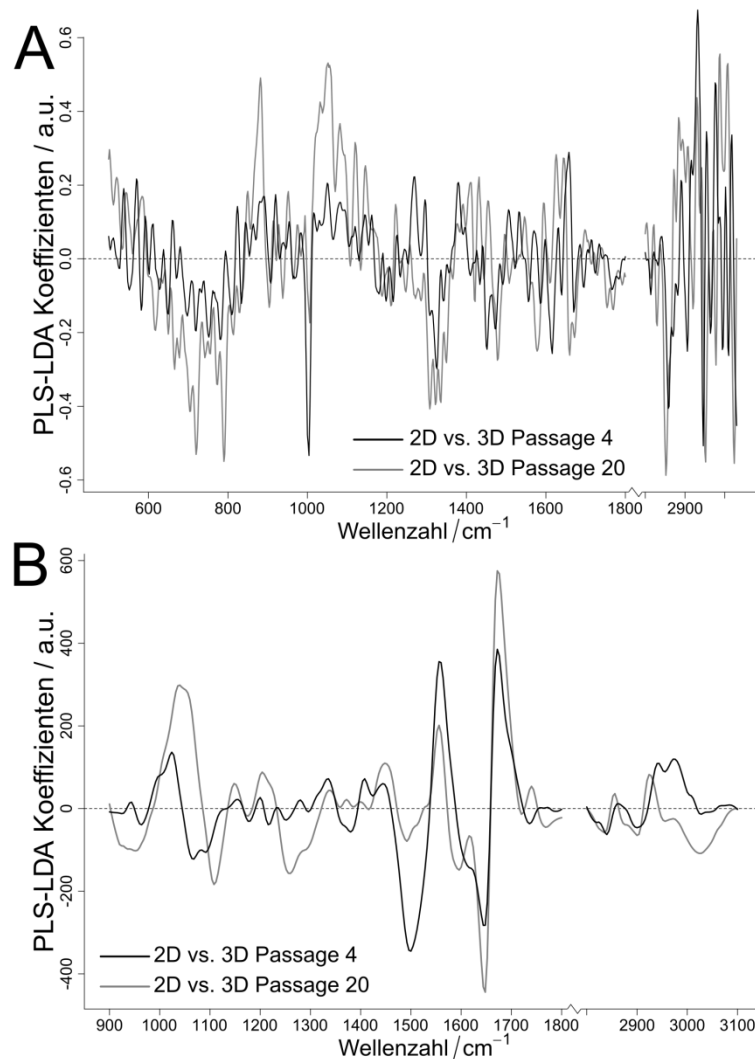 A
PLS-LDA Koeffizienten / a.u.
0.6
0.4
0.2
0.0
-0.2
-0.4
-0.6
2D vs. 3D Passage 4
2D vs. 3D Passage 20
600 800 1000 1200 1400 1600 1800 2900
Wellenzahl / cm⁻¹
B
PLS-LDA Koeffizienten / a.u.
600
400
200
0
-200
-400
2D vs. 3D Passage 4
2D vs. 3D Passage 20
900 1000 1100 1200 1300 1400 1500 1600 1700 1800 2900 3000 3100
Wellenzahl / cm⁻¹